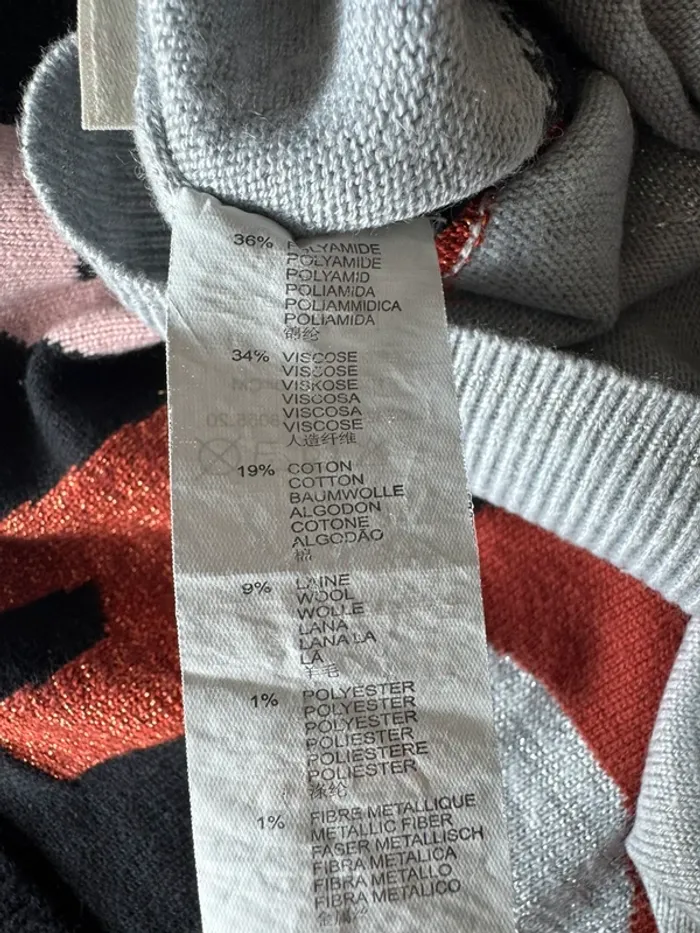 36% POLYAMIDE
POLYAMIDE
POLYAMID
POLIAMIDA
POLIAMMIDICA
POLIAMIDA
锦纶
34% VISCOSE
VISCOSE
VISKOSE
VISCOSA
VISCOSA
VISCOSE
人造纤维
19% COTON
COTTON
BAUMWOLLE
ALGODON
COTONE
ALGODÃO
棉
9% LAINE
WOOL
WOLLE
LANA
LANA LA
LÃ
羊毛
1% POLYESTER
POLYESTER
POLYESTER
POLIESTER
POLIESTERE
POLIESTER
涤纶
1% FIBRE METALLIQUE
METALLIC FIBER
FASER METALLISCH
FIBRA METALICA
FIBRA METALLO
FIBRA METALICO